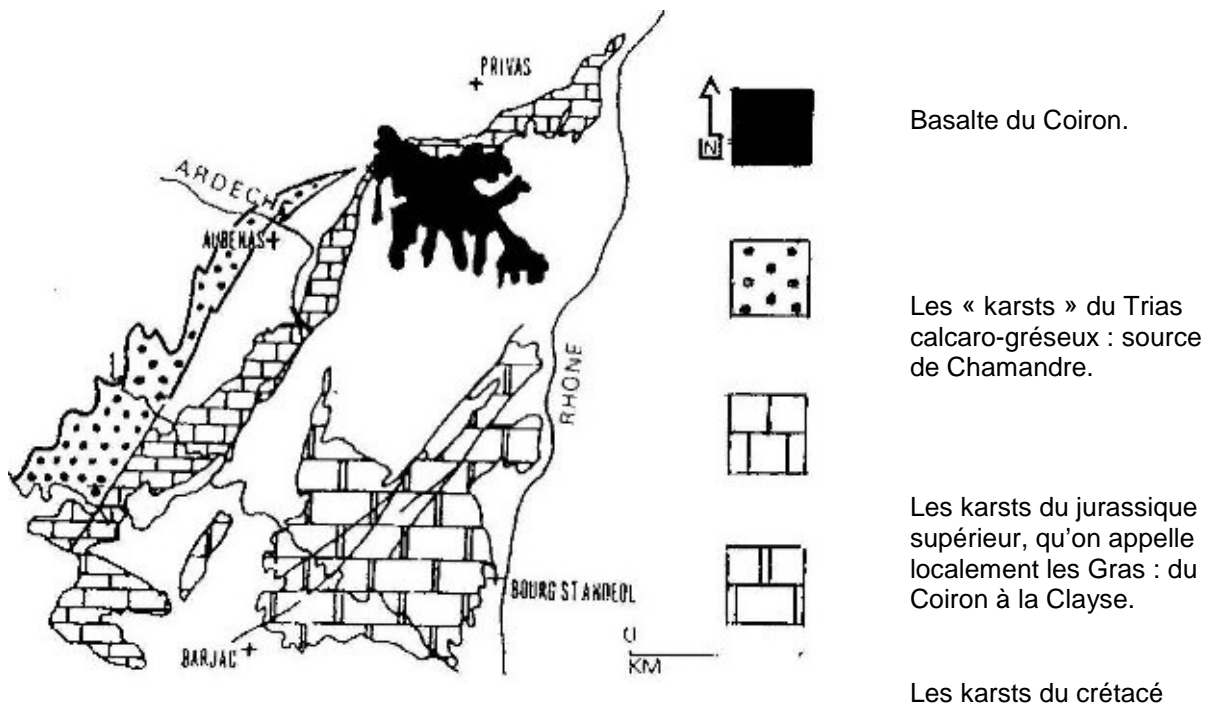 PRIVAS
ARDECHE
AUBENAS
RHONE
BOURG ST ANDEOL
BARJAC
N
0
KM
Basalte du Coiron.
Les « karsts » du Trias
calcaro-gréseux : source
de Chamandre.
Les karsts du jurassique
supérieur, qu'on appelle
localement les Gras : du
Coiron à la Clayse.
Les karsts du crétacé